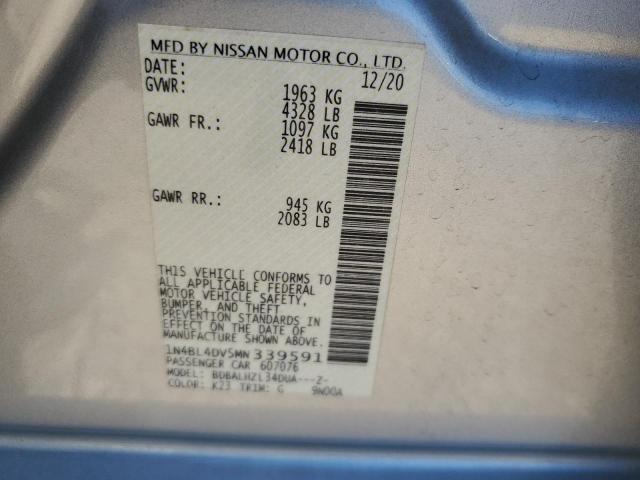 MFD BY NISSAN MOTOR CO., LTD.
DATE: 12/20
GVWR: 1963 KG
4328 LB
GAWR FR.: 1097 KG
2418 LB
GAWR RR.: 945 KG
2083 LB
THIS VEHICLE CONFORMS TO
ALL APPLICABLE FEDERAL
MOTOR VEHICLE SAFETY,
BUMPER, AND THEFT
PREVENTION STANDARDS IN
EFFECT ON THE DATE OF
MANUFACTURE SHOWN ABOVE.
1N4BL4DV5MN 339591
PASSENGER CAR 607076
MODEL: BDBALHZL34DUA---Z-
COLOR: K23 TRIM: G 9N00A